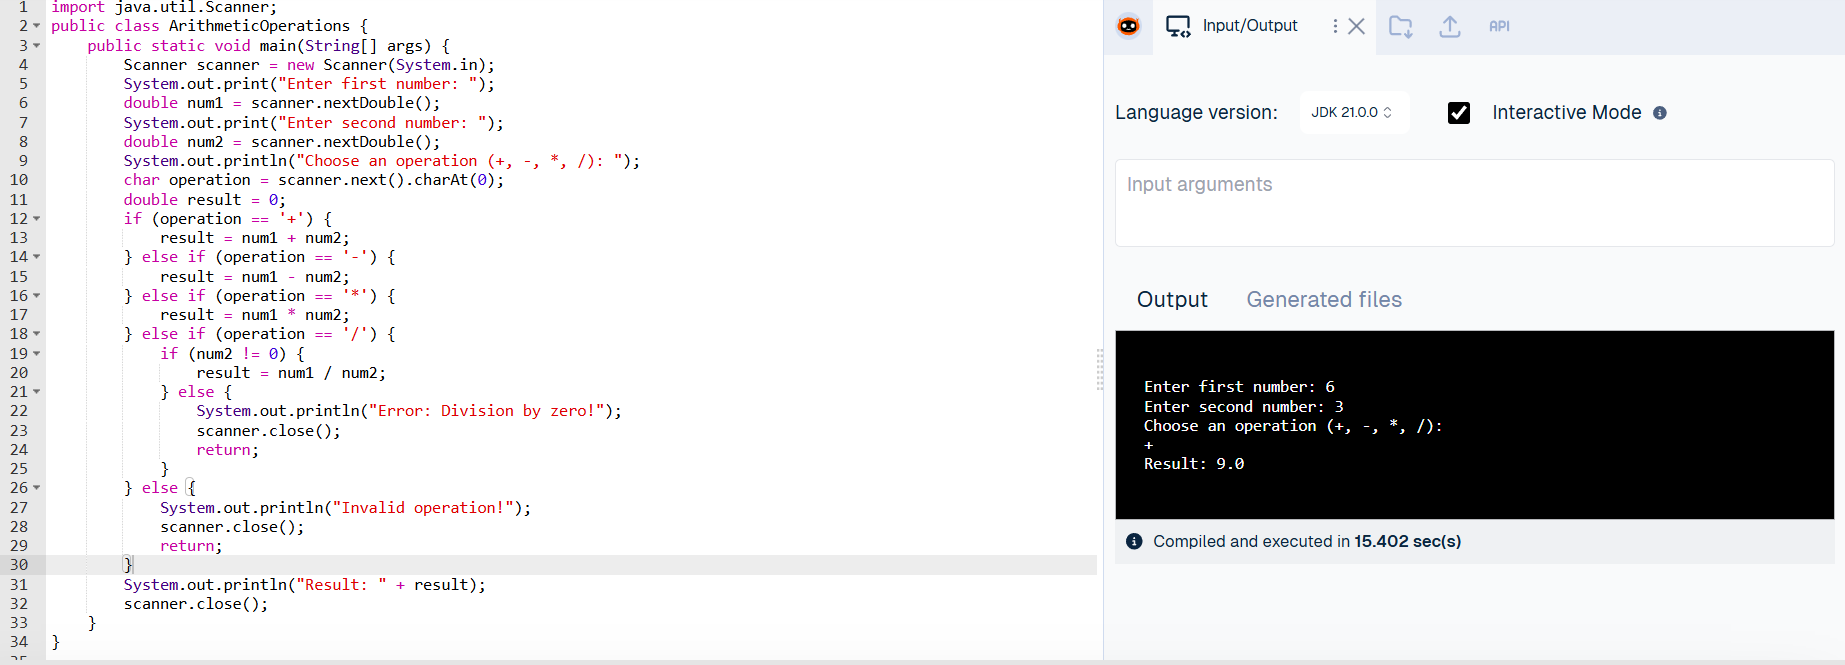 1 import java.util.Scanner;
2 public class ArithmeticOperations {
3     public static void main(String[] args) {
4         Scanner scanner = new Scanner(System.in);
5         System.out.print("Enter first number: ");
6         double num1 = scanner.nextDouble();
7         System.out.print("Enter second number: ");
8         double num2 = scanner.nextDouble();
9         System.out.println("Choose an operation (+, -, *, /): ");
10         char operation = scanner.next().charAt(0);
11         double result = 0;
12         if (operation == '+') {
13             result = num1 + num2;
14         } else if (operation == '-') {
15             result = num1 - num2;
16         } else if (operation == '*') {
17             result = num1 * num2;
18         } else if (operation == '/') {
19             if (num2 != 0) {
20                 result = num1 / num2;
21             } else {
22                 System.out.println("Error: Division by zero!");
23                 scanner.close();
24                 return;
25             }
26         } else {
27             System.out.println("Invalid operation!");
28             scanner.close();
29             return;
30         }
31         System.out.println("Result: " + result);
32         scanner.close();
33     }
34 }
Input/Output
API
Language version: JDK 21.0.0 Interactive Mode
Input arguments
Output Generated files
Enter first number: 6
Enter second number: 3
Choose an operation (+, -, *, /):
+
Result: 9.0
Compiled and executed in 15.402 sec(s)